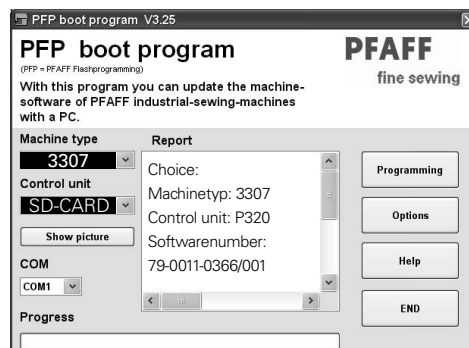 PFP boot program V3.25
PFP boot program
(PFP = PFAFF Flashprogramming)
With this program you can update the machine-
software of PFAFF industrial-sewing-machines
with a PC.
PFAFF
fine sewing
Machine type
3307
Control unit
SD-CARD
Show picture
COM
COM1
Progress
Report
Choice:
Machinetyp: 3307
Control unit: P320
Softwarenumber:
79-0011-0366/001
Programming
Options
Help
END